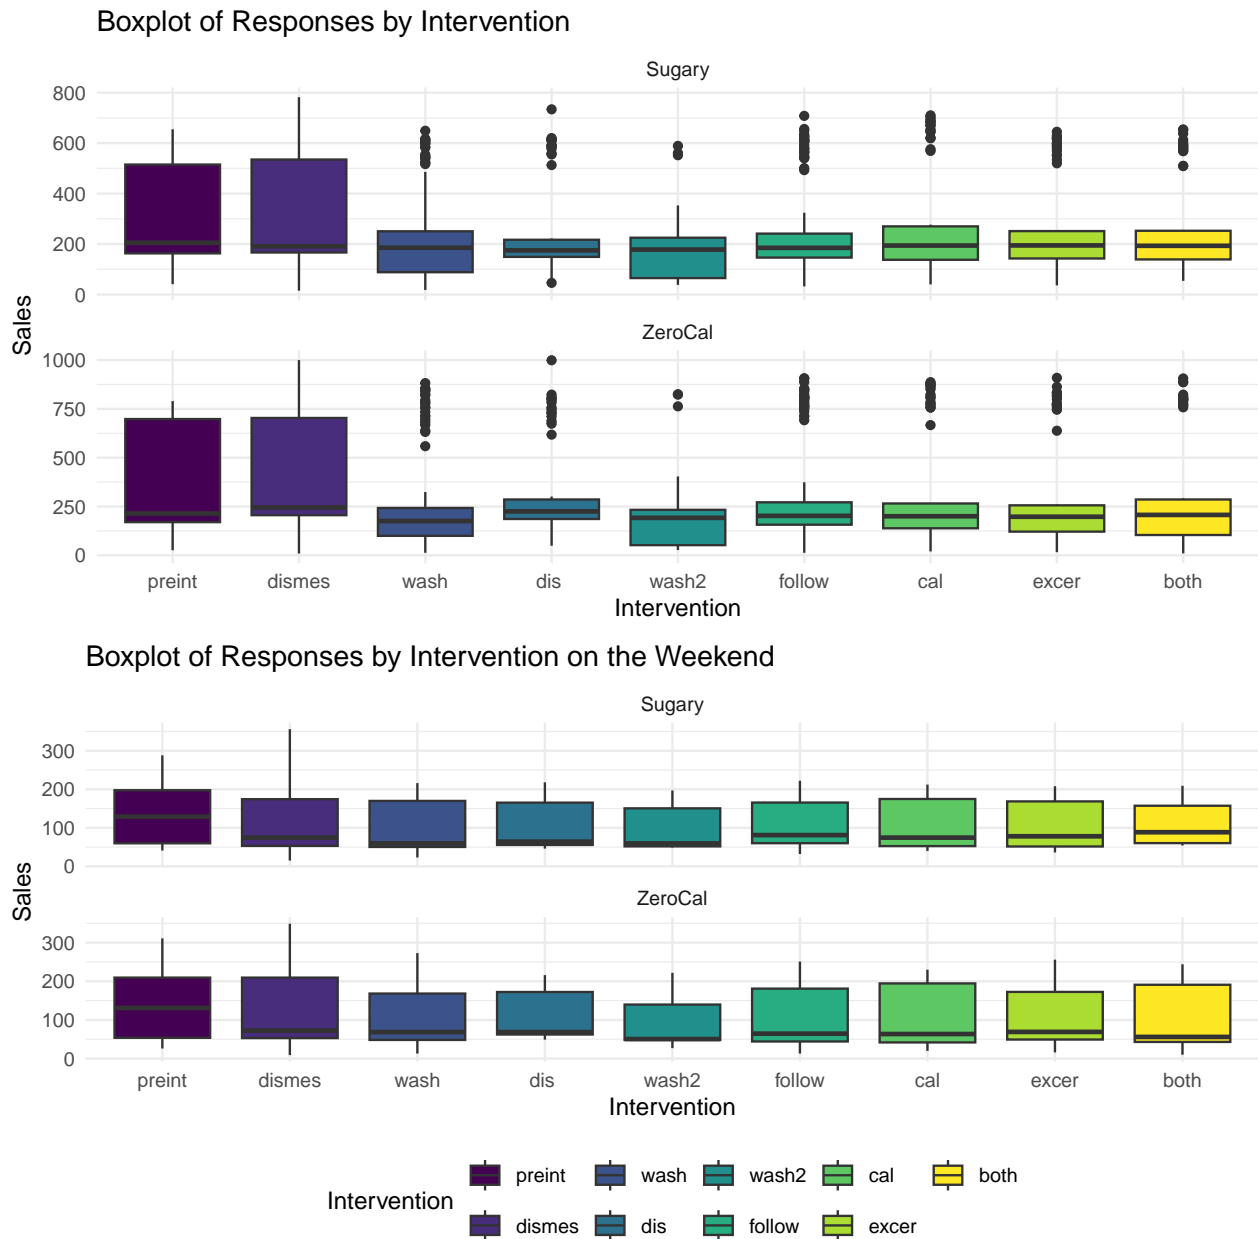 Boxplot of Responses by Intervention
Sugary
800
600
400
200
0
Sales
ZeroCal
1000
750
500
250
0
preint dismes wash dis wash2 follow cal excer both
Intervention
Boxplot of Responses by Intervention on the Weekend
Sugary
300
200
100
0
Sales
ZeroCal
300
200
100
0
preint dismes wash dis wash2 follow cal excer both
Intervention
Intervention
preint wash wash2 cal both
dismes dis follow excer